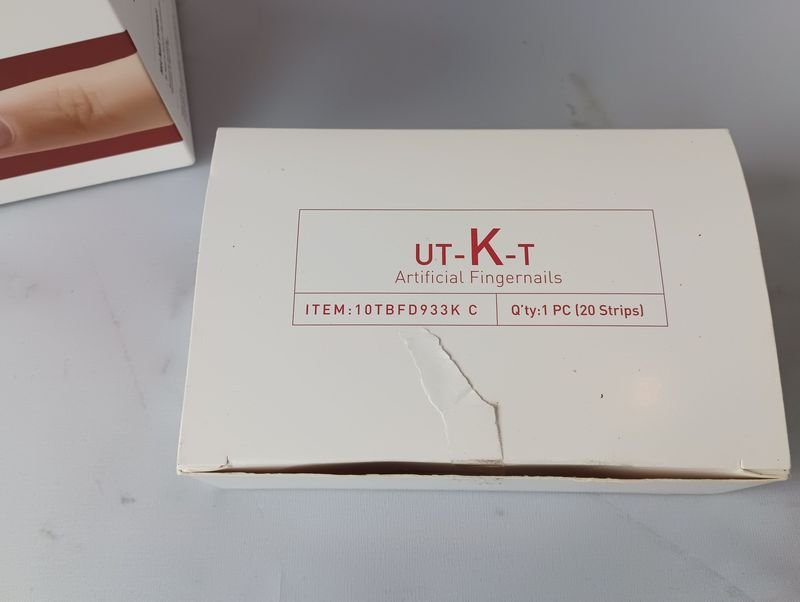 UT-K-T
Artificial Fingernails
ITEM:10TBFD933K C
Q'ty:1 PC (20 Strips)